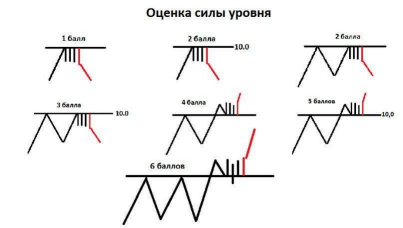 Оценка силы уровня
1 балл
2 балла
10.0
2 балла
3 балла
10.0
4 балла
5 баллов
10,0
6 баллов